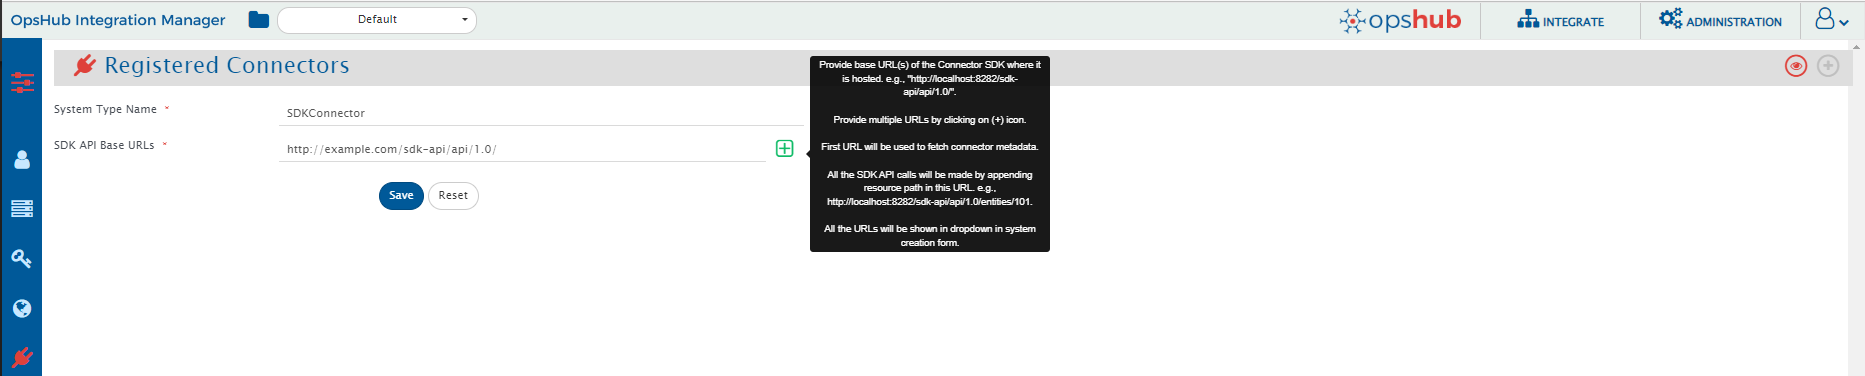 OpsHub Integration Manager
Default
opshub
INTEGRATE
ADMINISTRATION
Registered Connectors
System Type Name *
SDKConnector
SDK API Base URLs *
http://example.com/sdk-api/api/1.0/
Save
Reset
Provide base URL(s) of the Connector SDK where it
is hosted. e.g., "http://localhost:8282/sdk-
api/api/1.0/".
Provide multiple URLs by clicking on (+) icon.
First URL will be used to fetch connector metadata.
All the SDK API calls will be made by appending
resource path in this URL. e.g.,
http://localhost:8282/sdk-api/api/1.0/entities/101.
All the URLs will be shown in dropdown in system
creation form.